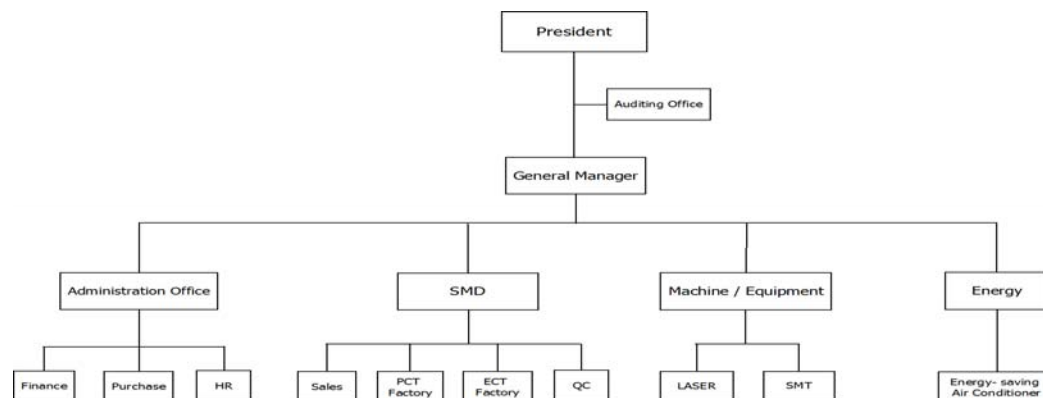 President
Auditing Office
General Manager
Administration Office
SMD
Machine / Equipment
Energy
Finance
Purchase
HR
Sales
PCT
Factory
ECT
Factory
QC
LASER
SMT
Energy- saving
Air Conditioner